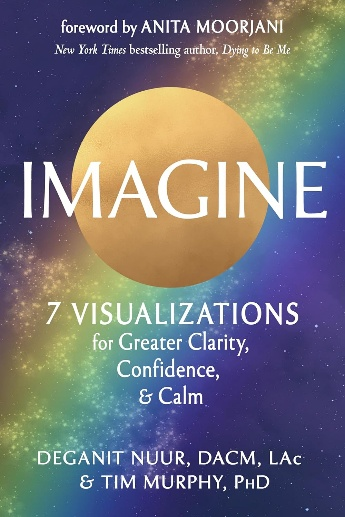 foreword by ANITA MOORJANI
New York Times bestselling author, Dying to Be Me
IMAGINE
7 VISUALIZATIONS
for Greater Clarity,
Confidence,
& Calm
DEGANIT NUUR, DACM, LAc
& TIM MURPHY, PhD